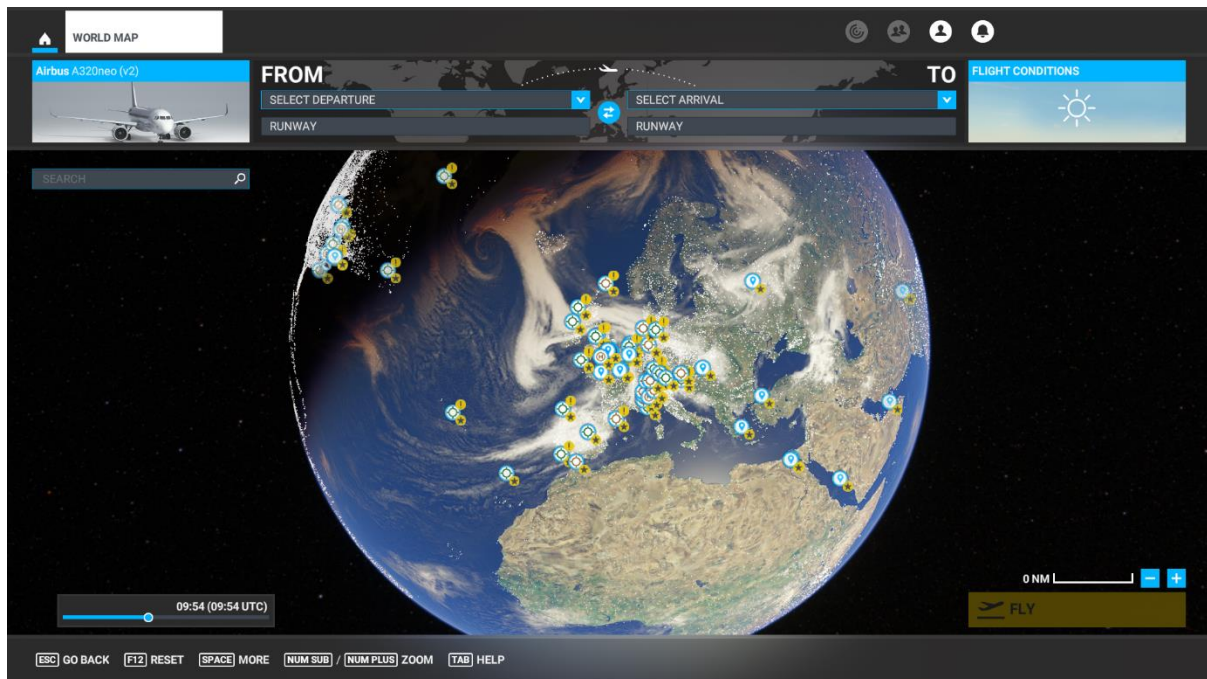 WORLD MAP
Airbus A320neo (v2)
FROM
TO
FLIGHT CONDITIONS
SELECT DEPARTURE
SELECT ARRIVAL
RUNWAY
RUNWAY
SEARCH
0 NM
09:54 (09:54 UTC)
FLY
ESC GO BACK F12 RESET SPACE MORE NUM SUB / NUM PLUS ZOOM TAB HELP